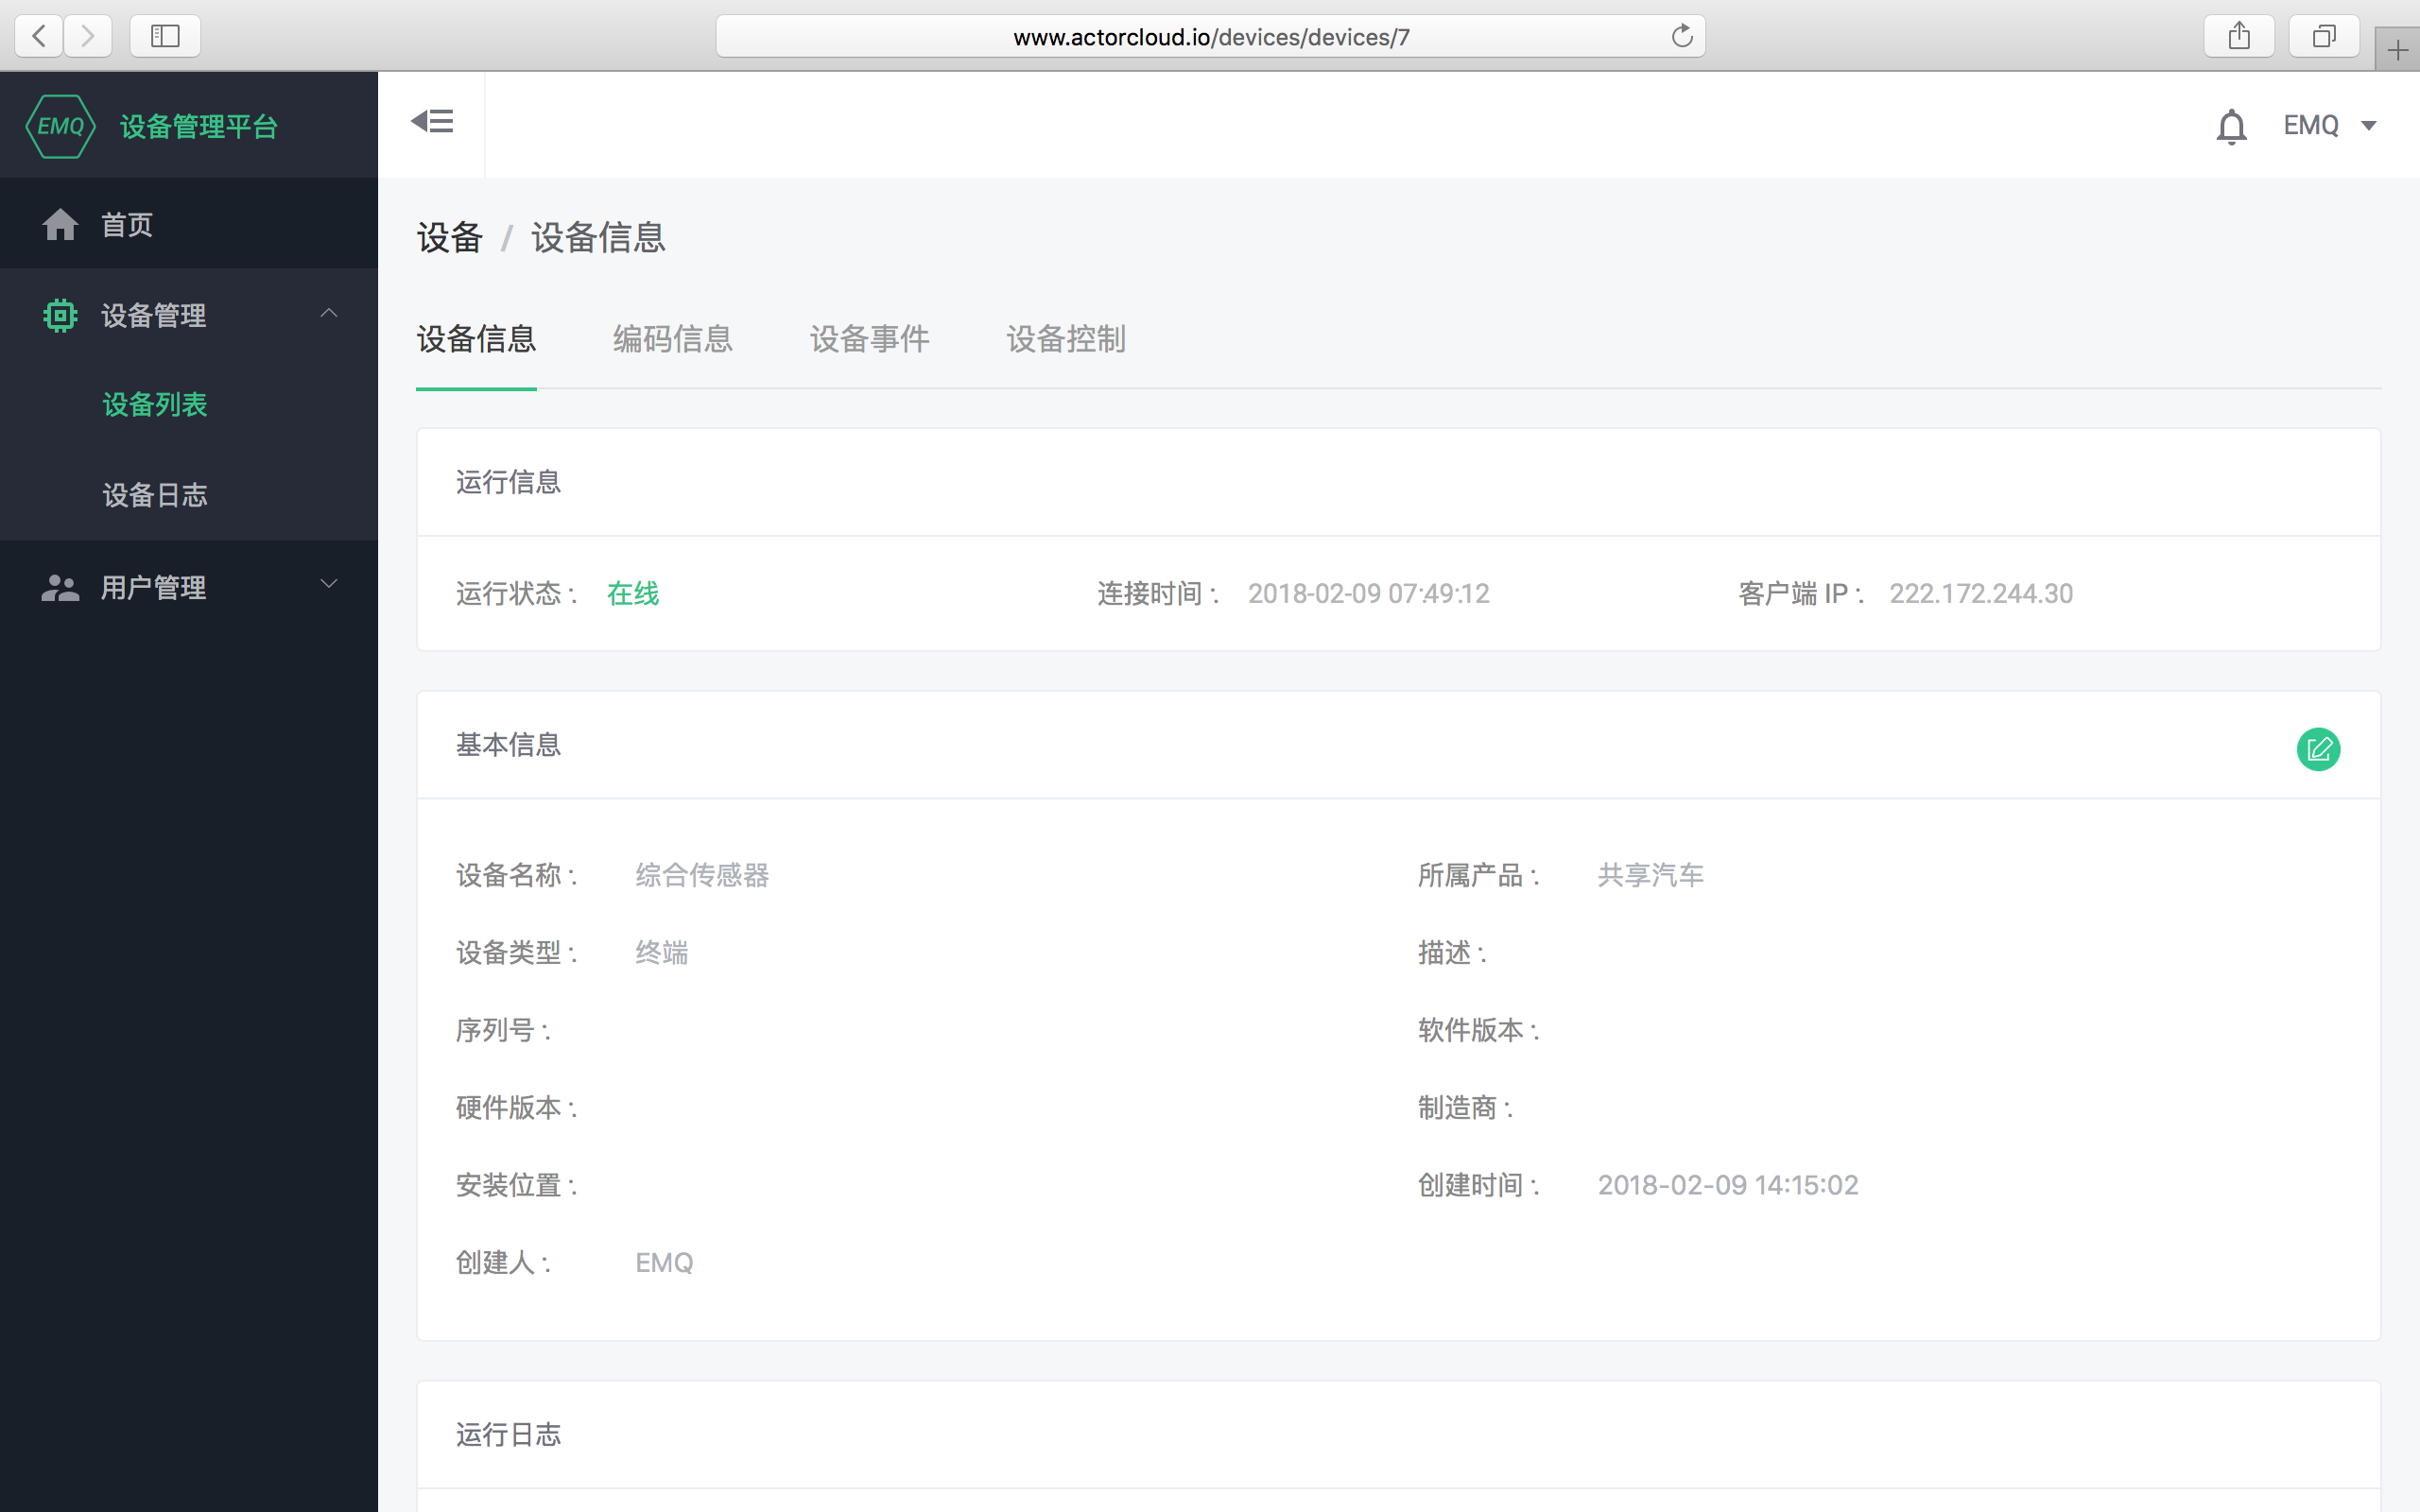 www.actorcloud.io/devices/devices/7
EMQ 设备管理平台
EMQ
首页
设备管理
设备列表
设备日志
用户管理
设备 / 设备信息
设备信息 编码信息 设备事件 设备控制
运行信息
运行状态： 在线 连接时间： 2018-02-09 07:49:12 客户端 IP： 222.172.244.30
基本信息
设备名称： 综合传感器 所属产品： 共享汽车
设备类型： 终端 描述：
序列号： 软件版本：
硬件版本： 制造商：
安装位置： 创建时间： 2018-02-09 14:15:02
创建人： EMQ
运行日志